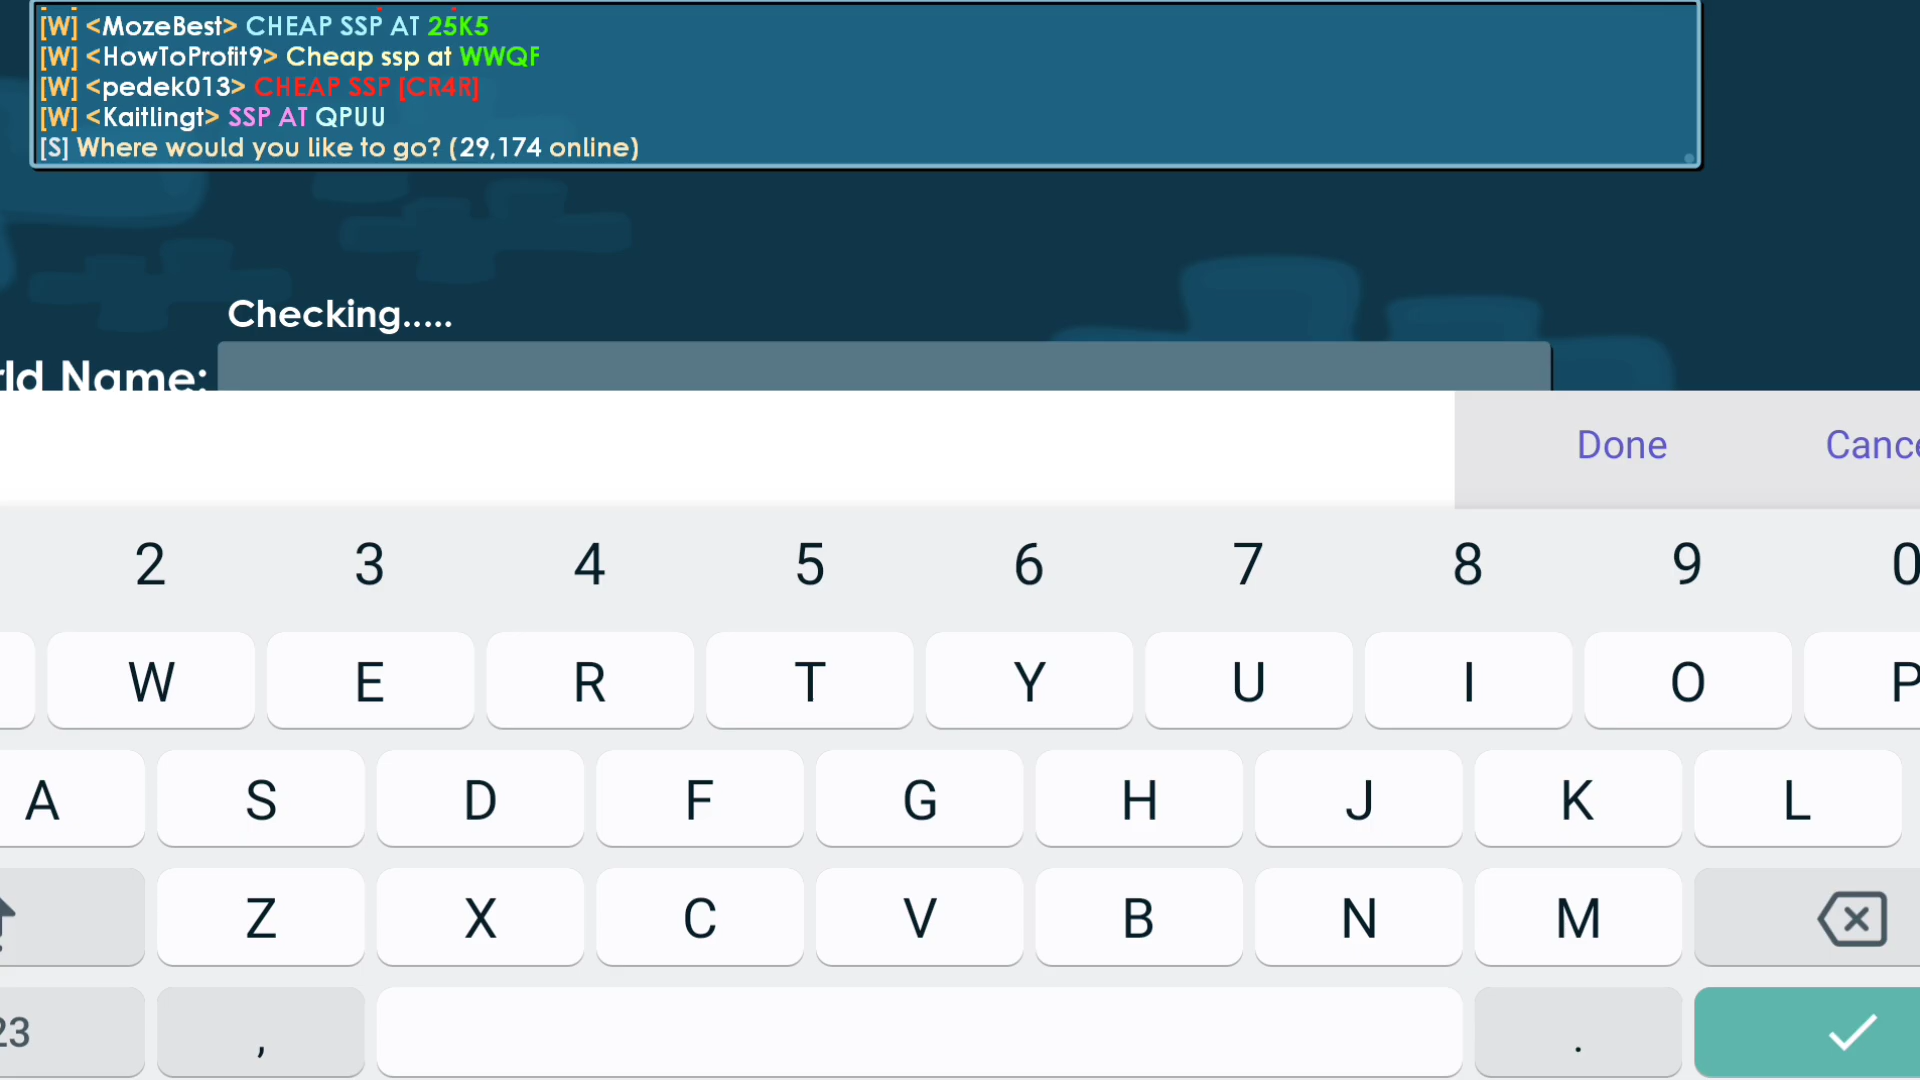 [W] <MozeBest> CHEAP SSP AT 25K5
[W] <HowToProfit9> Cheap ssp at WWQF
[W] <pedek013> CHEAP SSP [CR4R]
[W] <Kaitlingt> SSP AT QPUU
[S] Where would you like to go? (29,174 online)
Checking.....
rld Name:
Done Cance
2 3 4 5 6 7 8 9 0
W E R T Y U I O P
A S D F G H J K L
Z X C V B N M
23 , .